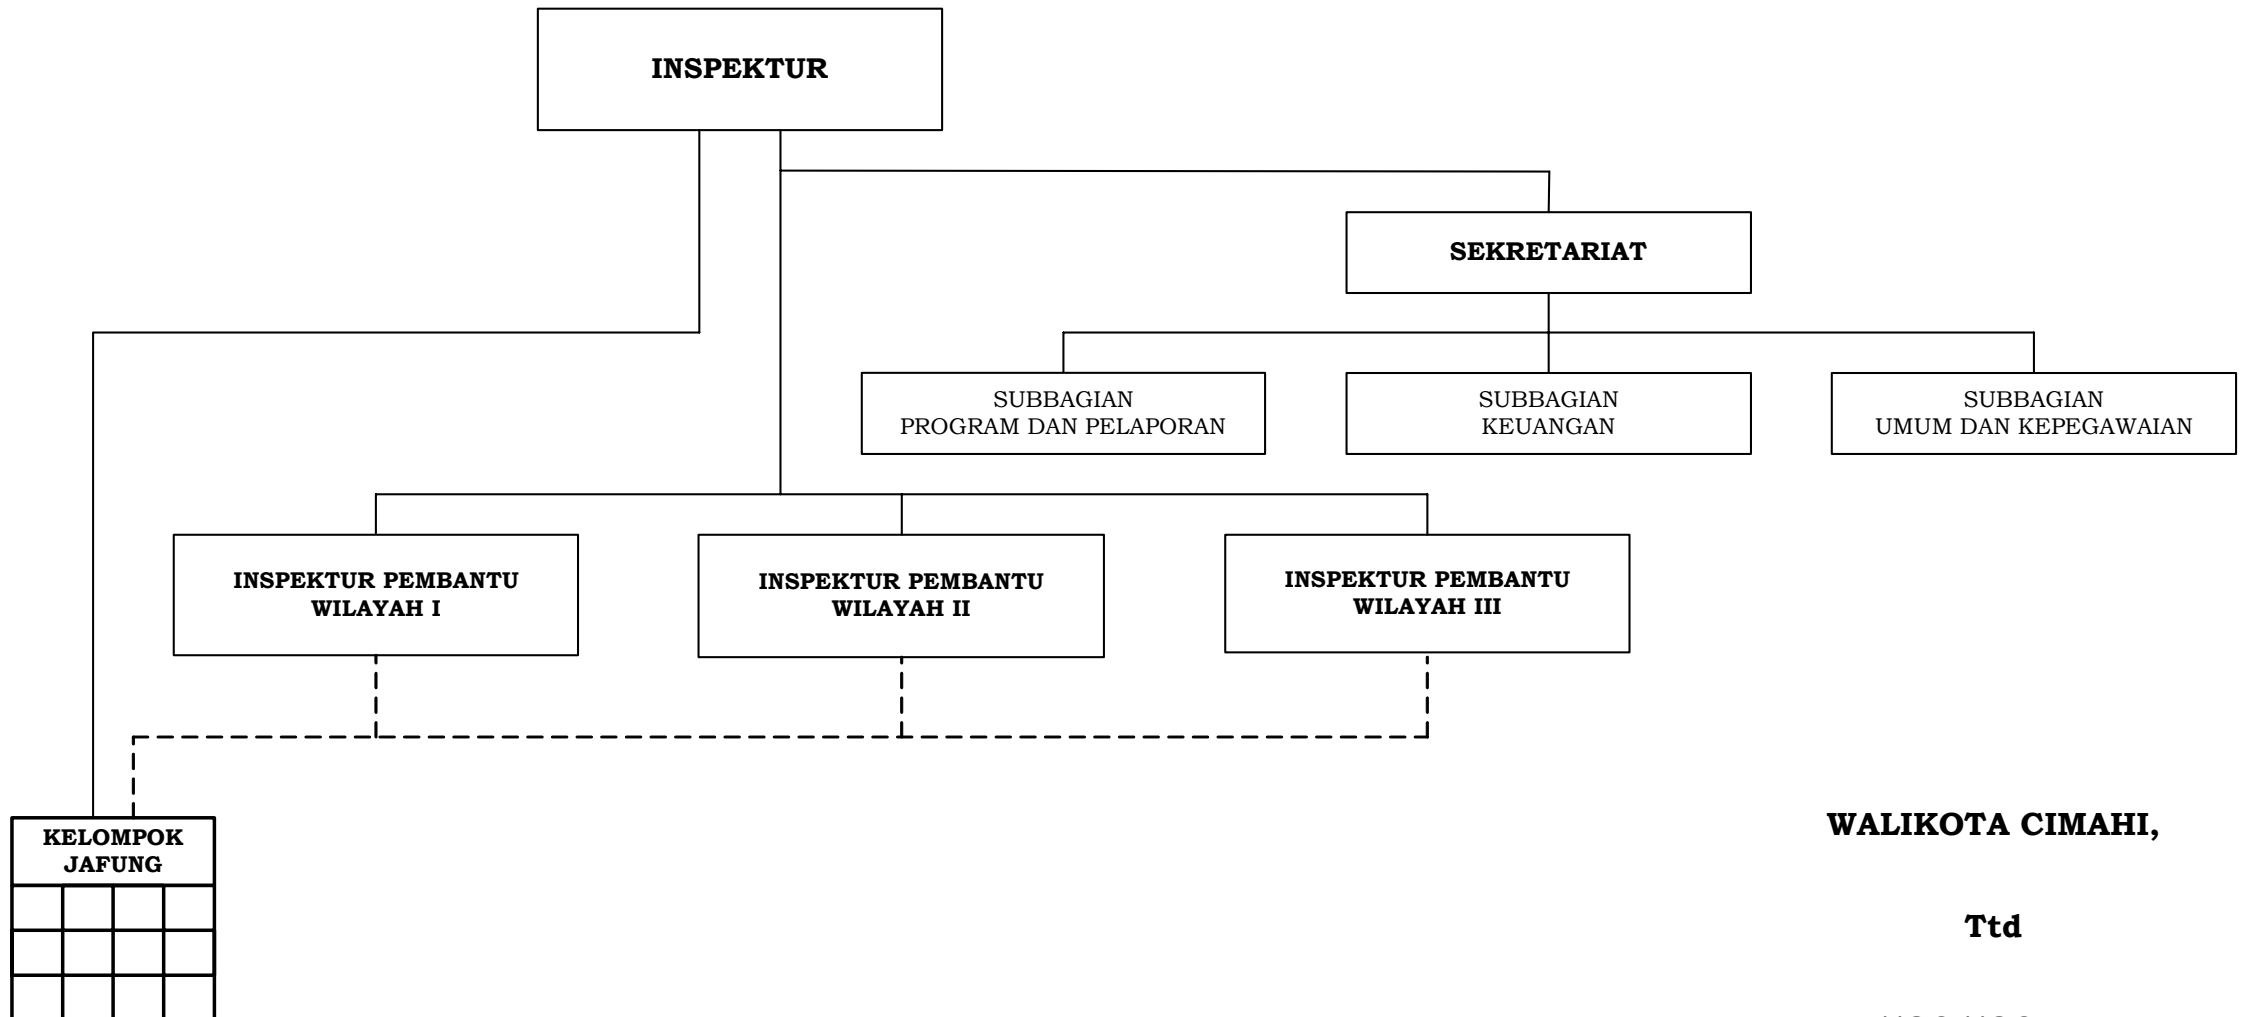 INSPEKTUR
SEKRETARIAT
SUBBAGIAN
PROGRAM DAN PELAPORAN
SUBBAGIAN
KEUANGAN
SUBBAGIAN
UMUM DAN KEPEGAWAIAN
INSPEKTUR PEMBANTU
WILAYAH I
INSPEKTUR PEMBANTU
WILAYAH II
INSPEKTUR PEMBANTU
WILAYAH III
KELOMPOK
JAFUNG
WALIKOTA CIMAHI,
Ttd